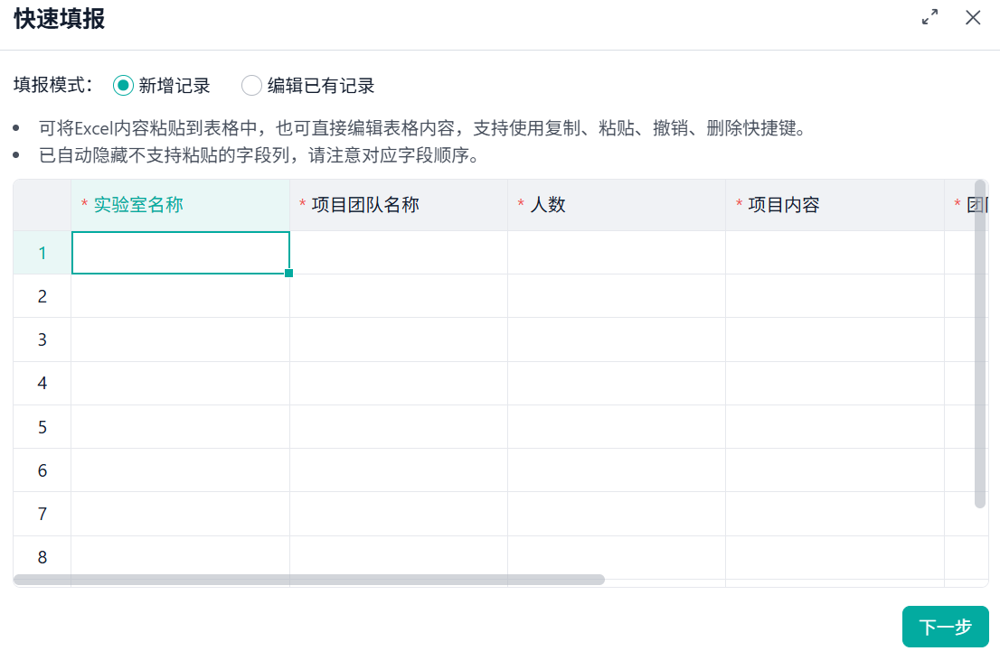 快速填报
填报模式： 新增记录 编辑已有记录
可将Excel内容粘贴到表格中，也可直接编辑表格内容，支持使用复制、粘贴、撤销、删除快捷键。
已自动隐藏不支持粘贴的字段列，请注意对应字段顺序。
* 实验室名称 * 项目团队名称 * 人数 * 项目内容 * 团
1
2
3
4
5
6
7
8
下一步